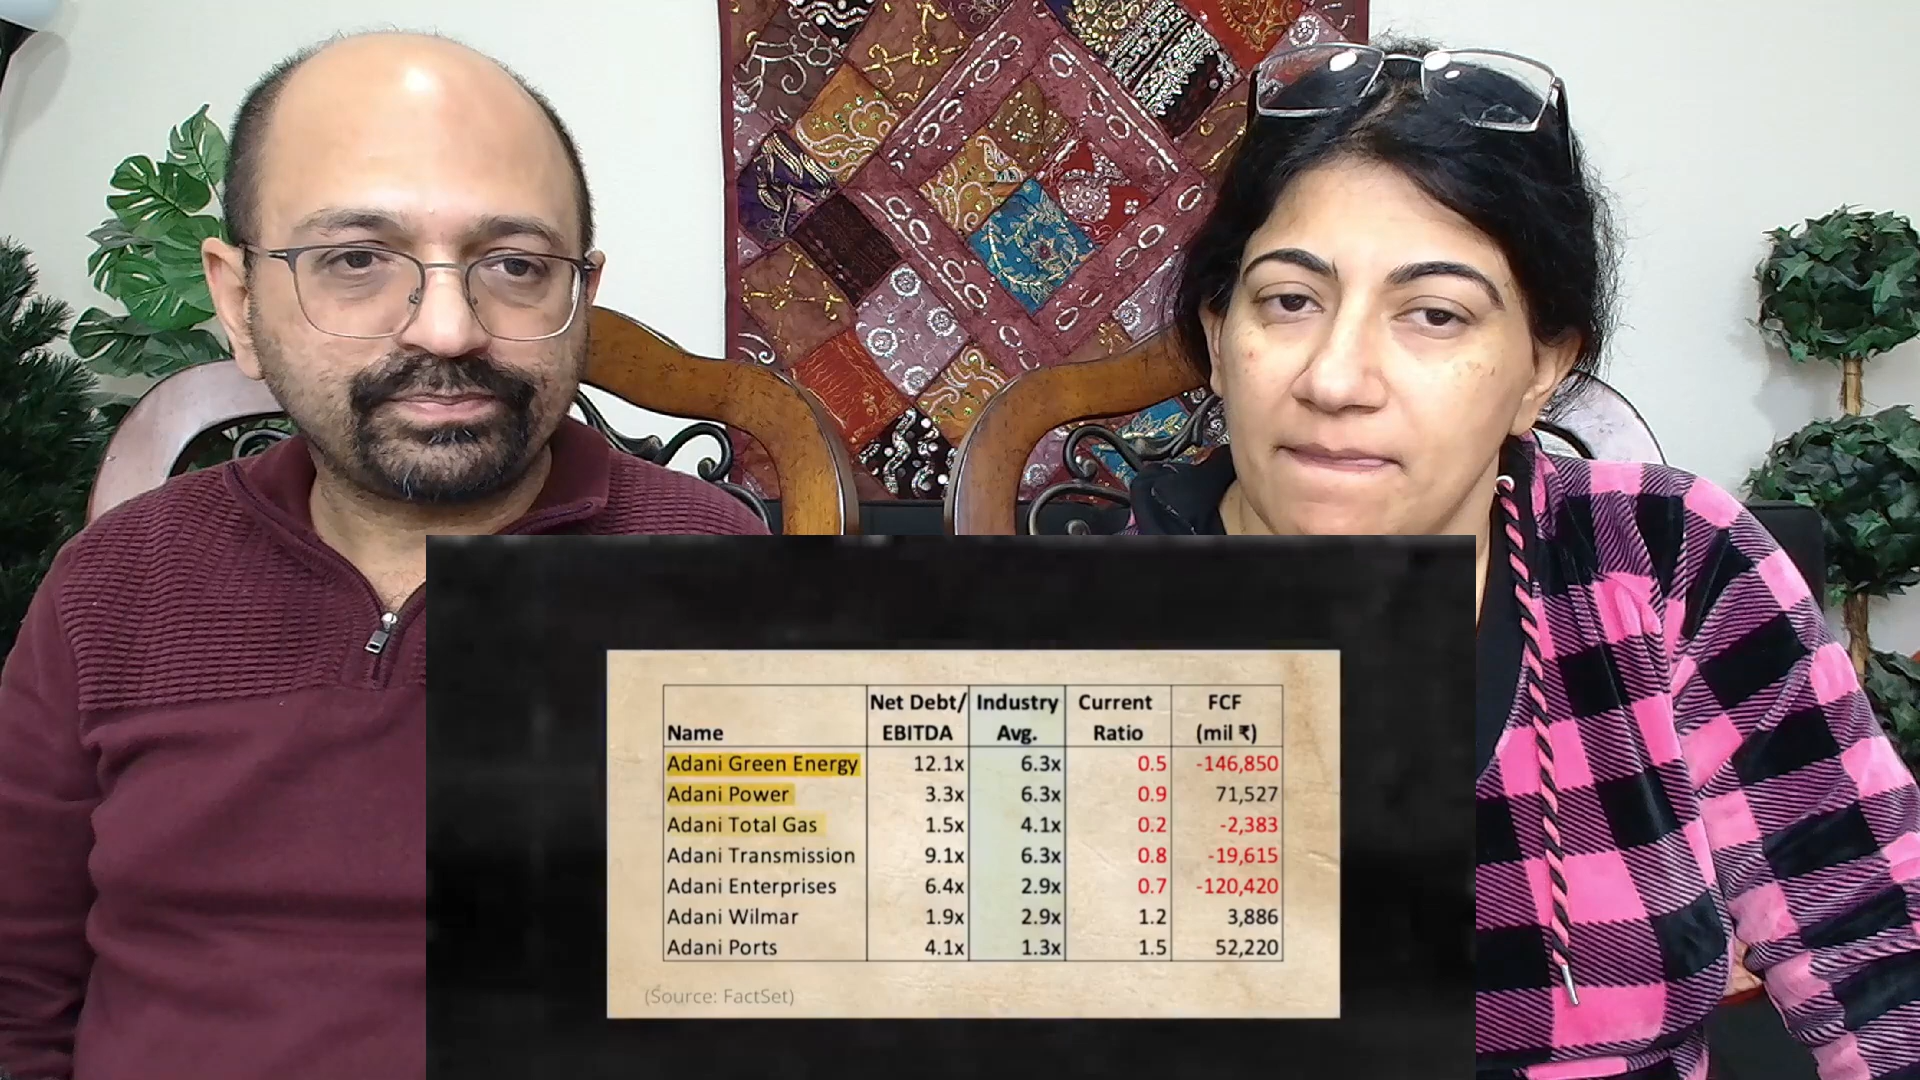 Name Net Debt/ EBITDA Industry Avg. Current Ratio FCF (mil ₹)
Adani Green Energy 12.1x 6.3x 0.5 -146,850
Adani Power 3.3x 6.3x 0.9 71,527
Adani Total Gas 1.5x 4.1x 0.2 -2,383
Adani Transmission 9.1x 6.3x 0.8 -19,615
Adani Enterprises 6.4x 2.9x 0.7 -120,420
Adani Wilmar 1.9x 2.9x 1.2 3,886
Adani Ports 4.1x 1.3x 1.5 52,220
(Source: FactSet)